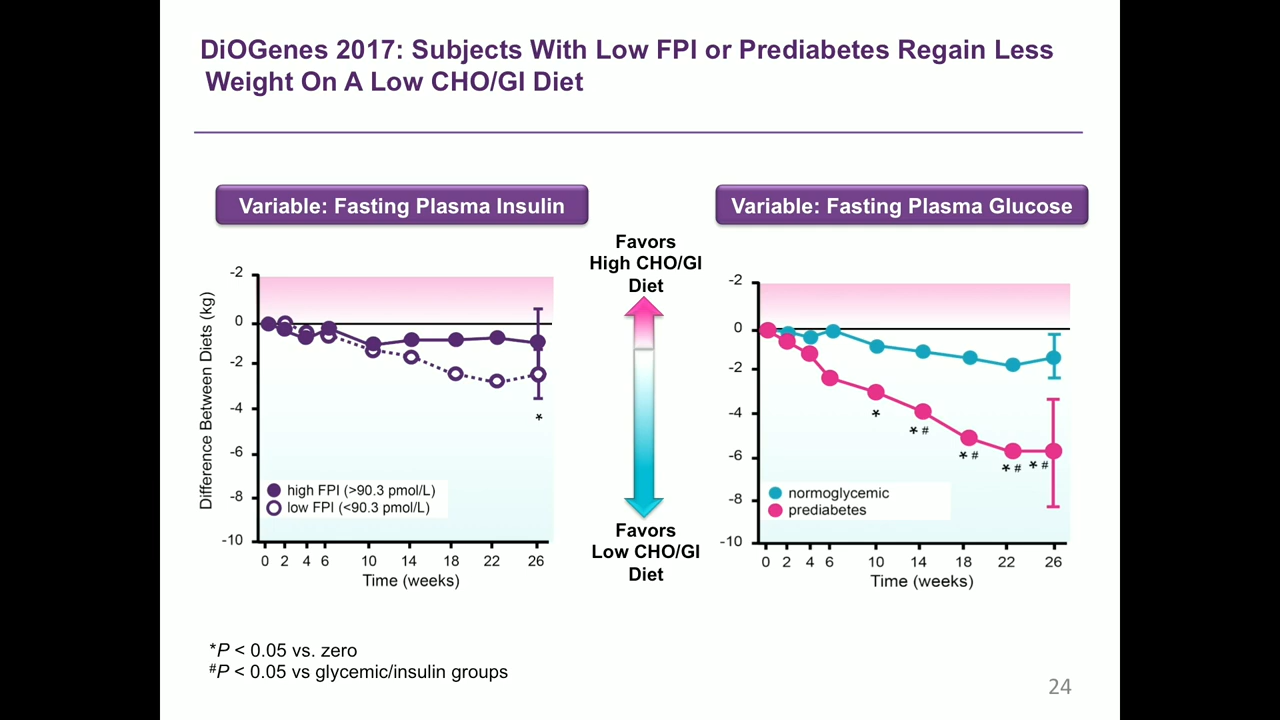 DiOGenes 2017: Subjects With Low FPI or Prediabetes Regain Less
Weight On A Low CHO/GI Diet
Variable: Fasting Plasma Insulin
Variable: Fasting Plasma Glucose
Favors
High CHO/GI
Diet
Difference Between Diets (kg)
-2
0
-2
-4
-6
-8
-10
*
high FPI (>90.3 pmol/L)
low FPI (<90.3 pmol/L)
0 2 4 6 10 14 18 22 26
Time (weeks)
Favors
Low CHO/GI
Diet
-2
0
-2
-4
-6
-8
-10
*
*#
*#
*#
*#
normoglycemic
prediabetes
0 2 4 6 10 14 18 22 26
Time (weeks)
*P < 0.05 vs. zero
#P < 0.05 vs glycemic/insulin groups
24